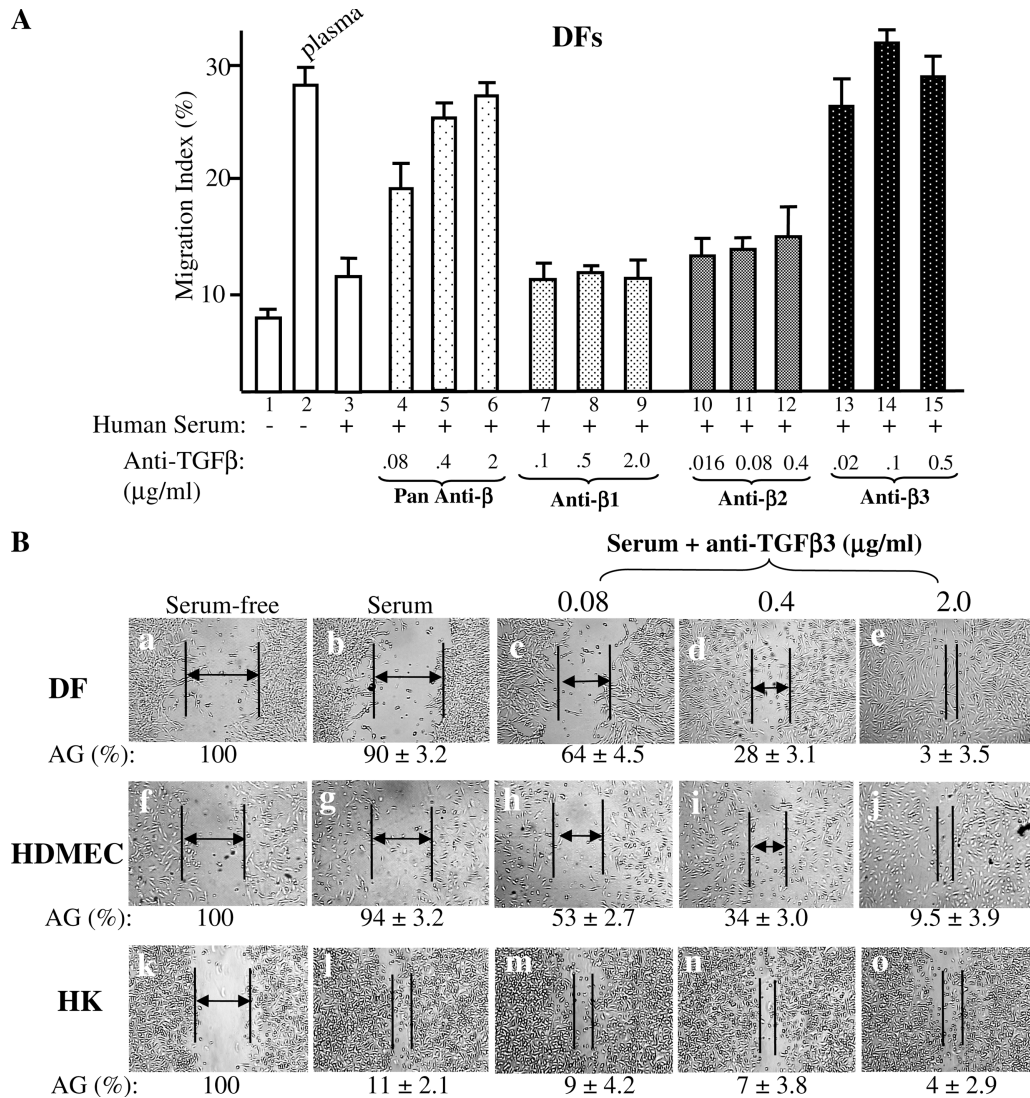 A
DFs
plasma
Migration Index (%)
30
20
10
1 2 3 4 5 6 7 8 9 10 11 12 13 14 15
Human Serum: - - + + + + + + + + + + + + +
Anti-TGFβ: .08 .4 2 .1 .5 2.0 .016 0.08 0.4 .02 .1 0.5
(μg/ml)
Pan Anti-β Anti-β1 Anti-β2 Anti-β3
B
Serum + anti-TGFβ3 (μg/ml)
Serum-free Serum 0.08 0.4 2.0
a b c d e
DF
AG (%): 100 90 ± 3.2 64 ± 4.5 28 ± 3.1 3 ± 3.5
f g h i j
HDMEC
AG (%): 100 94 ± 3.2 53 ± 2.7 34 ± 3.0 9.5 ± 3.9
k l m n o
HK
AG (%): 100 11 ± 2.1 9 ± 4.2 7 ± 3.8 4 ± 2.9